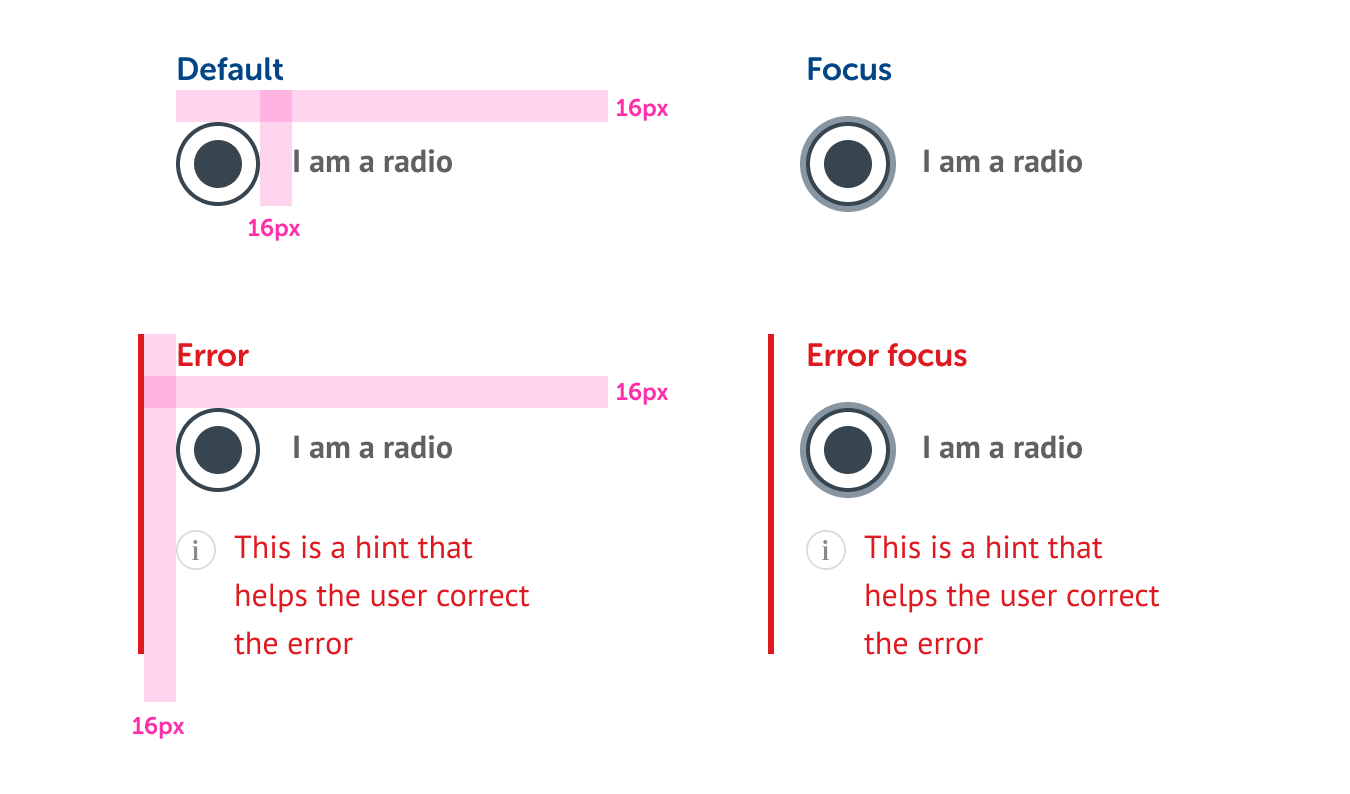 Default
16px
I am a radio
16px
Focus
I am a radio
Error
16px
I am a radio
i
This is a hint that
helps the user correct
the error
16px
Error focus
I am a radio
i
This is a hint that
helps the user correct
the error